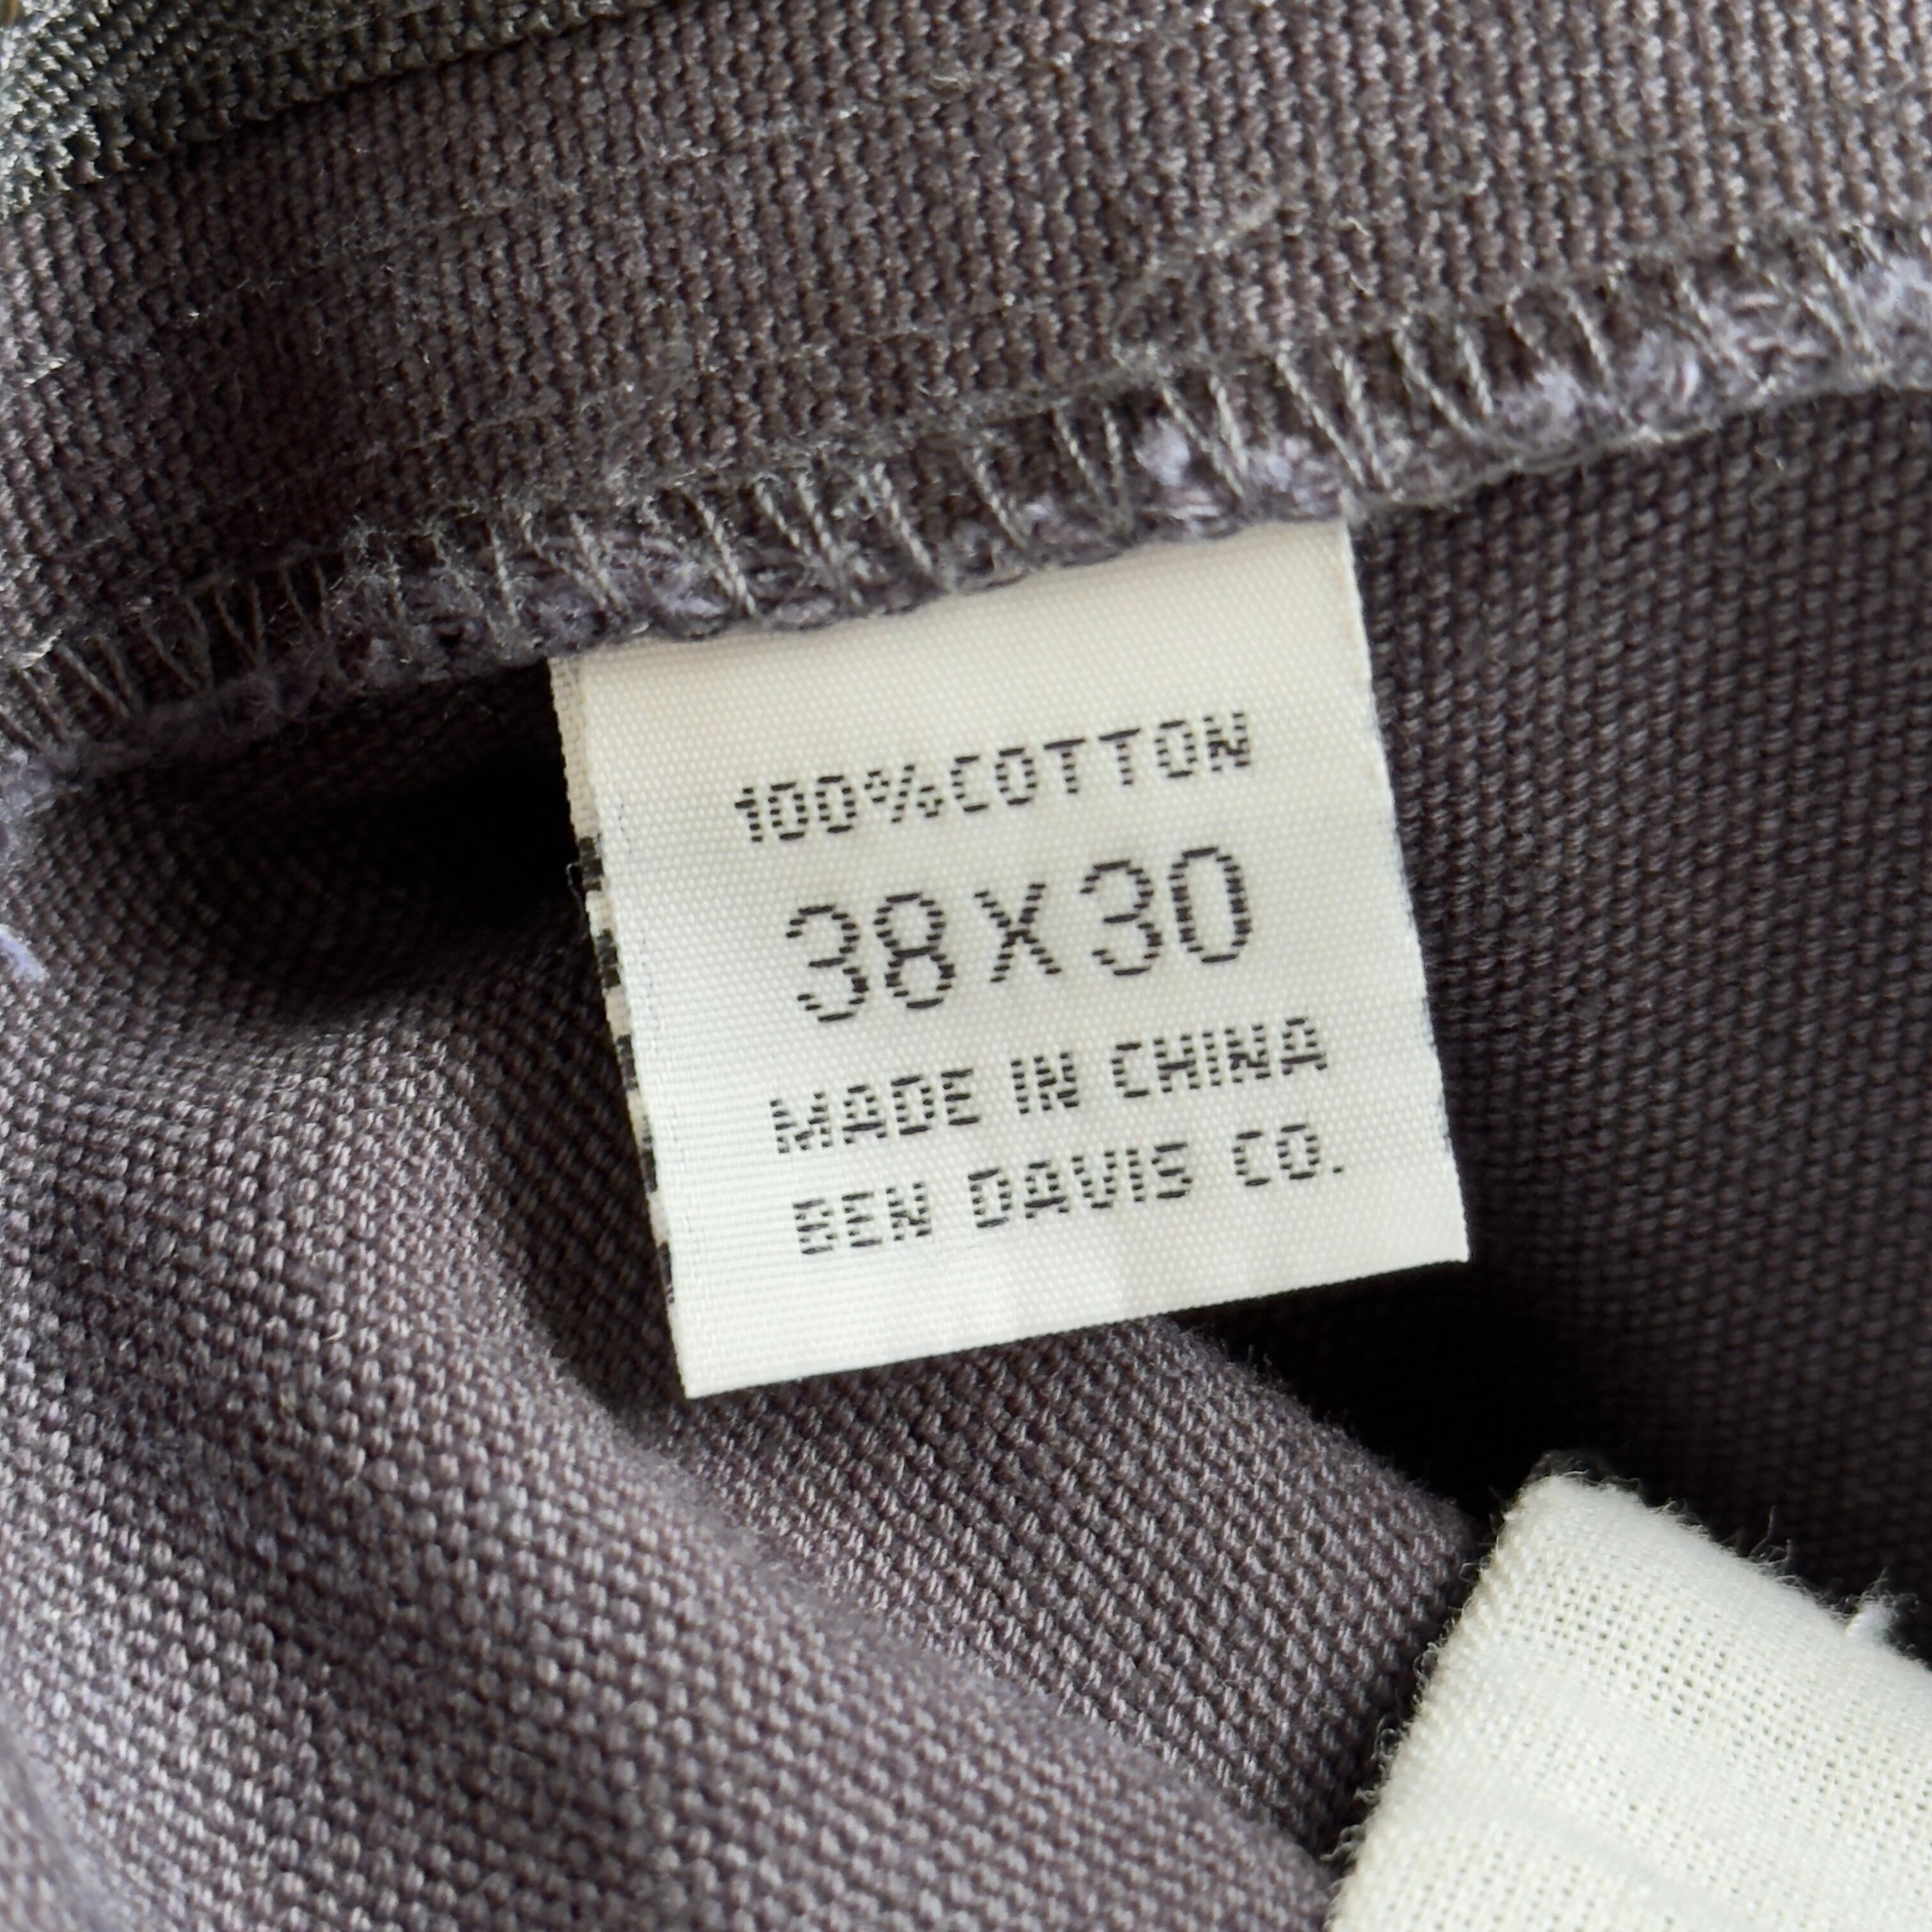 100%COTTON
38X30
MADE IN CHINA
BEN DAVIS CO.